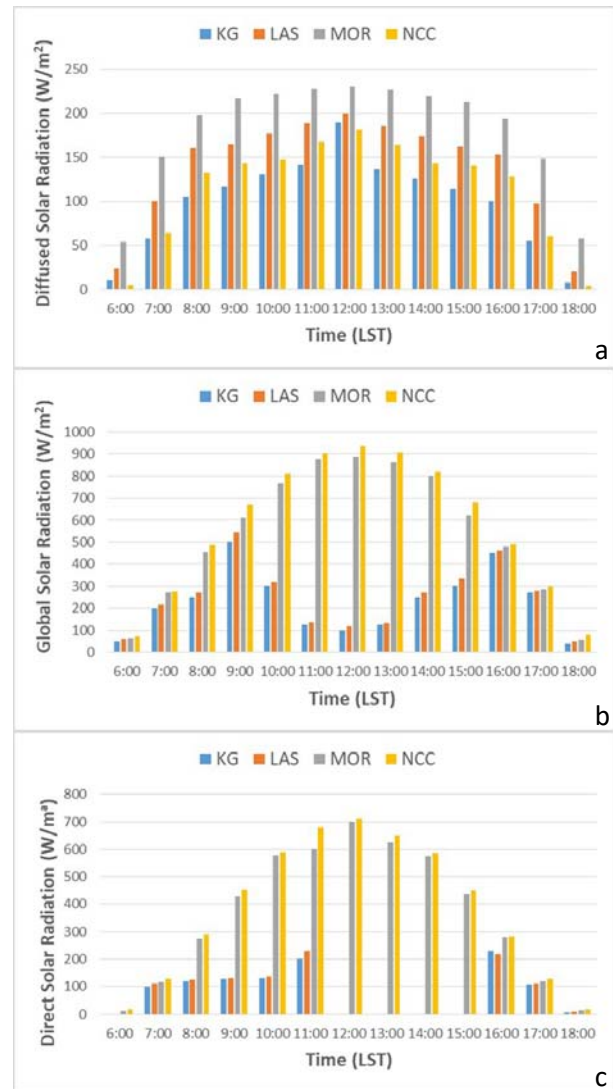 KG LAS MOR NCC
Diffused Solar Radiation (W/m²)
250
200
150
100
50
0
6:00 7:00 8:00 9:00 10:00 11:00 12:00 13:00 14:00 15:00 16:00 17:00 18:00
Time (LST)
a
KG LAS MOR NCC
Global Solar Radiation (W/m²)
1000
900
800
700
600
500
400
300
200
100
0
6:00 7:00 8:00 9:00 10:00 11:00 12:00 13:00 14:00 15:00 16:00 17:00 18:00
Time (LST)
b
KG LAS MOR NCC
Direct Solar Radiation (W/mª)
800
700
600
500
400
300
200
100
0
6:00 7:00 8:00 9:00 10:00 11:00 12:00 13:00 14:00 15:00 16:00 17:00 18:00
Time (LST)
c